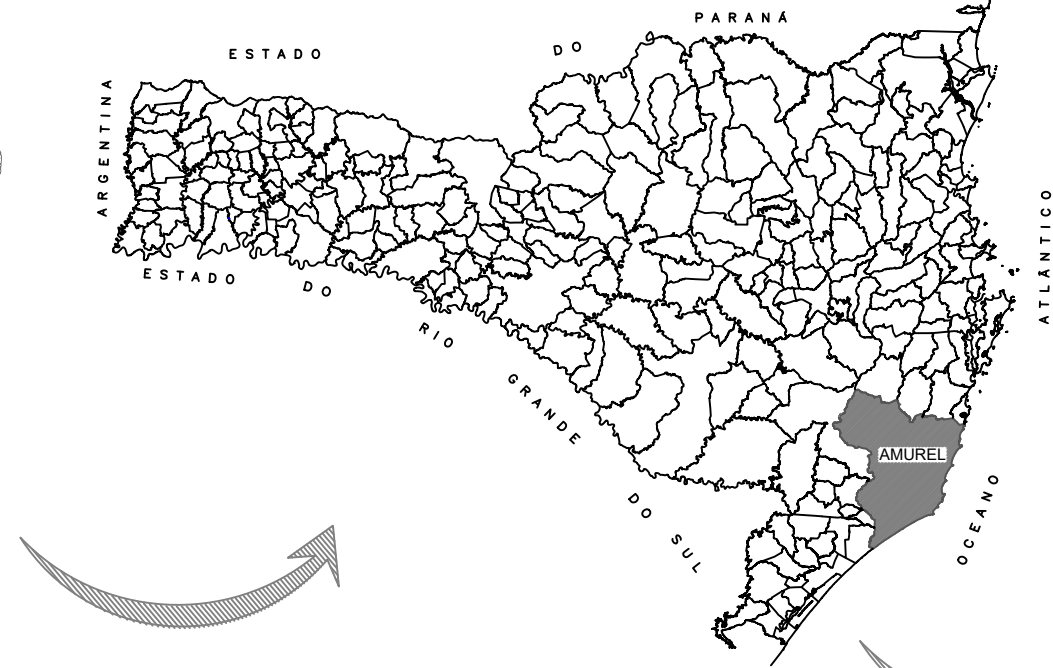 PARANÁ
ESTADO
DO
ARGENTINA
ATLÂNTICO
ESTADO
DO
RIO
GRANDE
AMUREL
DO SUL
OCEANO